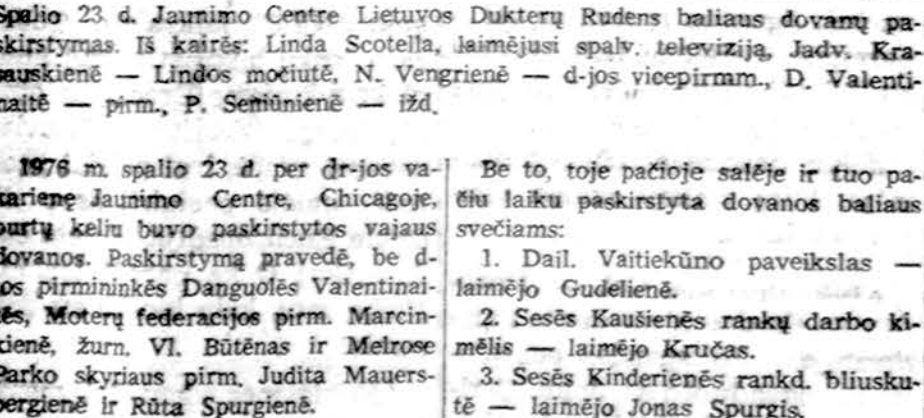 Spalio 23 d. Jaunimo Centre Lietuvos Dukterų Rudens baliaus dovanų pa-
skirstymas. Iš kairės: Linda Scotella, laimėjusi spalv. televiziją, Jadv. Kra-
sauskienė — Lindos močiutė, N. Vengrienė — d-jos vicepirmm., D. Valenti-
naitė — pirm., P. Semiūnienė — ižd.
1976 m. spalio 23 d. per dr-jos va-
karienę Jaunimo Centre, Chicagoje,
burtų keliu buvo paskirstytos vajaus
dovanos. Paskirstymą pravedė, be d-
jos pirmininkės Danguolės Valentinai-
tės, Moterų federacijos pirm. Marcin-
kienė, žurn. Vl. Būtėnas ir Melrose
Parko skyriaus pirm. Judita Mauers-
bergienė ir Rūta Spurgienė.
Be to, toje pačioje salėje ir tuo pa-
čiu laiku paskirstyta dovanos baliaus
svečiams:
1. Dail. Vaitiekūno paveikslas —
laimėjo Gudelienė.
2. Sesės Kaušienės rankų darbo ki-
mėlis — laimėjo Kručas.
3. Sesės Kinderienės rankd. bliusku-
tė — laimėjo Jonas Spurgis.